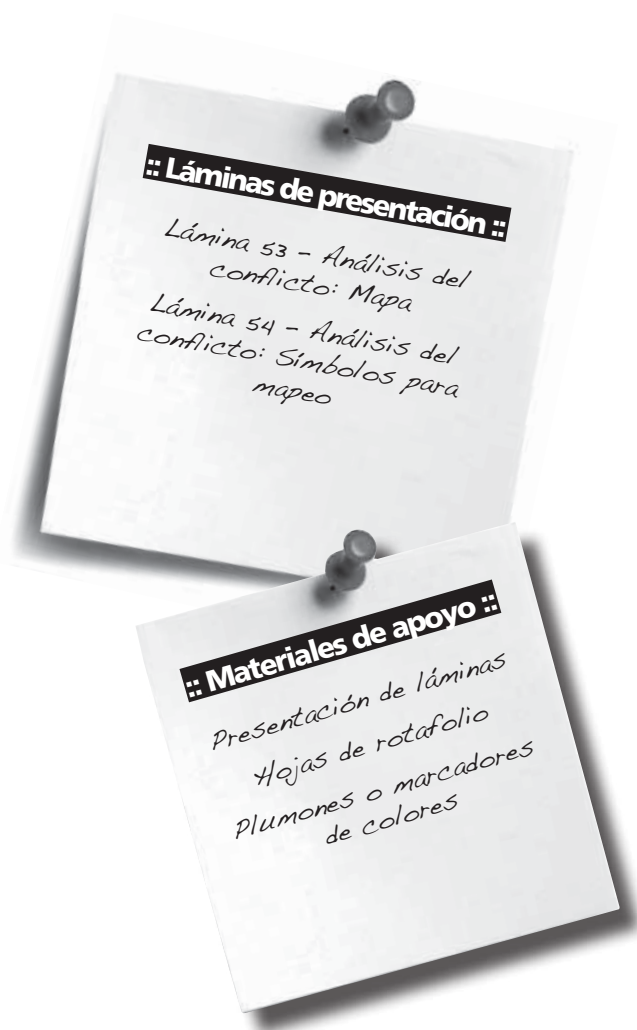 :: Láminas de presentación ::
Lámina 53 - Análisis del
conflicto: Mapa
Lámina 54 - Análisis del
conflicto: Símbolos para
mapeo
:: Materiales de apoyo ::
Presentación de láminas
Hojas de rotafolio
Plumones o marcadores
de colores